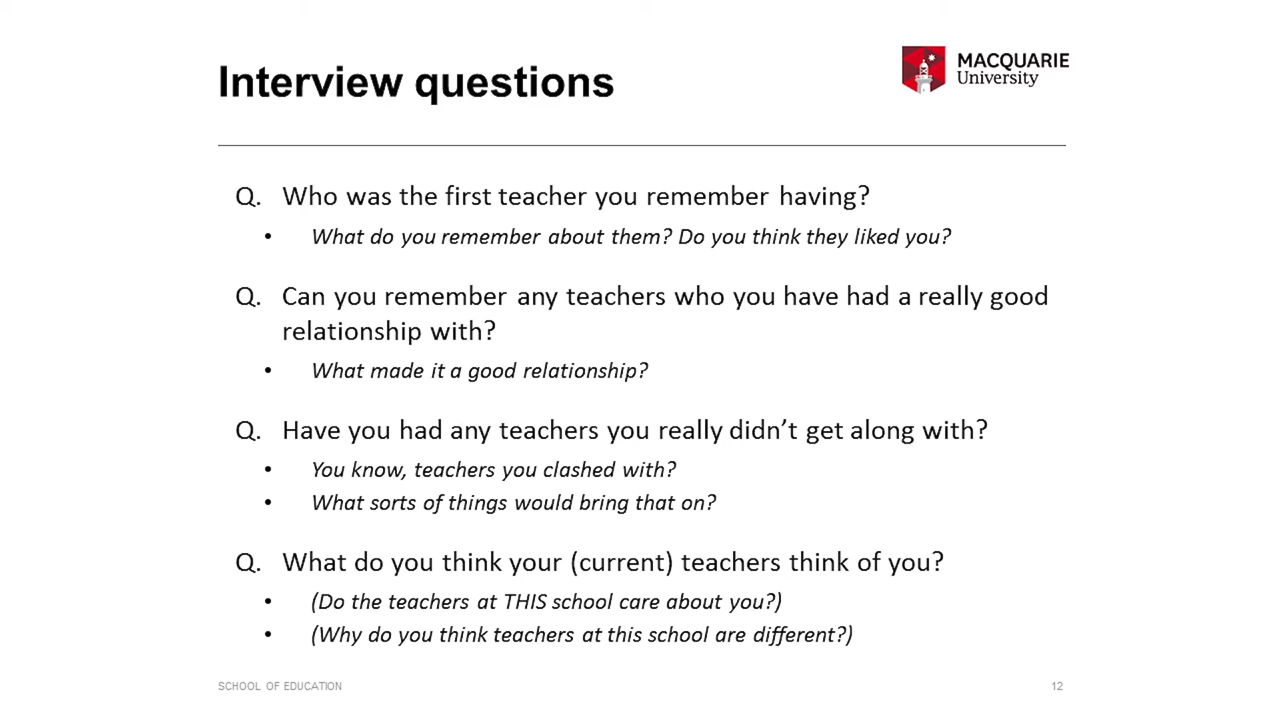 Interview questions
MACQUARIE
University
Q. Who was the first teacher you remember having?
• What do you remember about them? Do you think they liked you?
Q. Can you remember any teachers who you have had a really good
relationship with?
• What made it a good relationship?
Q. Have you had any teachers you really didn’t get along with?
• You know, teachers you clashed with?
• What sorts of things would bring that on?
Q. What do you think your (current) teachers think of you?
• (Do the teachers at THIS school care about you?)
• (Why do you think teachers at this school are different?)
SCHOOL OF EDUCATION
12